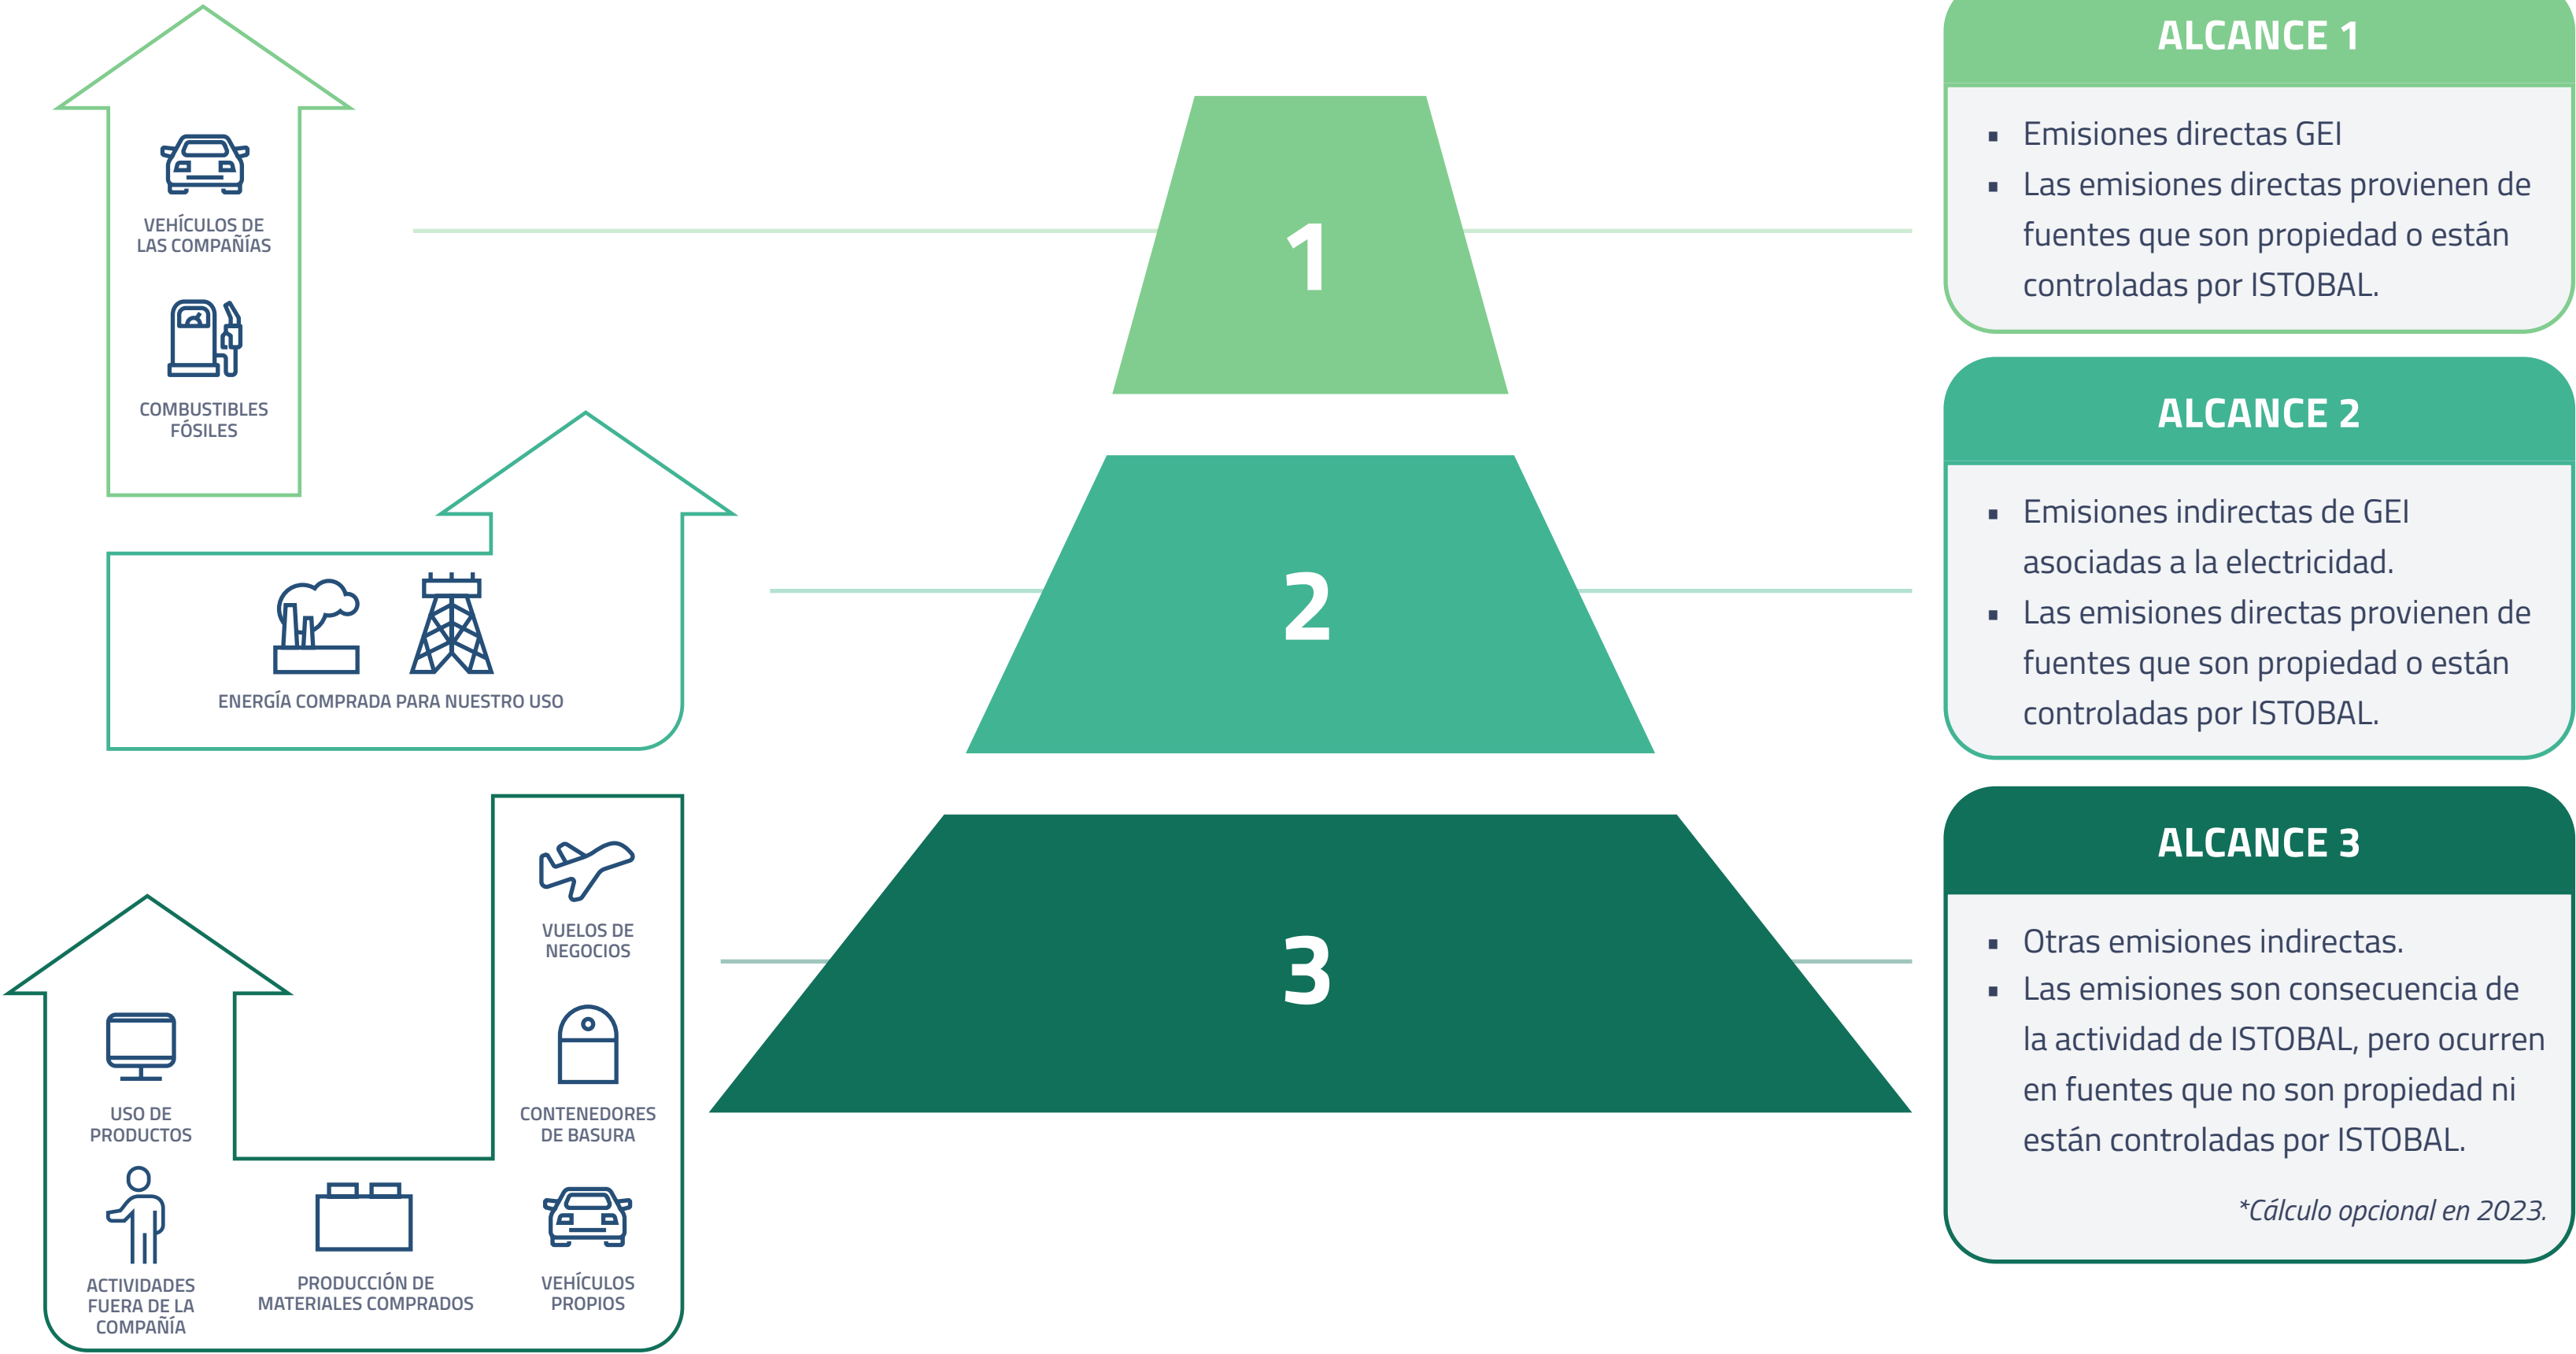 VEHÍCULOS DE
LAS COMPAÑÍAS
COMBUSTIBLES
FÓSILES
1
ALCANCE 1
▪ Emisiones directas GEI
▪ Las emisiones directas provienen de
fuentes que son propiedad o están
controladas por ISTOBAL.
ENERGÍA COMPRADA PARA NUESTRO USO
2
ALCANCE 2
▪ Emisiones indirectas de GEI
asociadas a la electricidad.
▪ Las emisiones directas provienen de
fuentes que son propiedad o están
controladas por ISTOBAL.
VUELOS DE
NEGOCIOS
USO DE
PRODUCTOS
CONTENEDORES
DE BASURA
ACTIVIDADES
FUERA DE LA
COMPAÑÍA
PRODUCCIÓN DE
MATERIALES COMPRADOS
VEHÍCULOS
PROPIOS
3
ALCANCE 3
▪ Otras emisiones indirectas.
▪ Las emisiones son consecuencia de
la actividad de ISTOBAL, pero ocurren
en fuentes que no son propiedad ni
están controladas por ISTOBAL.
*Cálculo opcional en 2023.